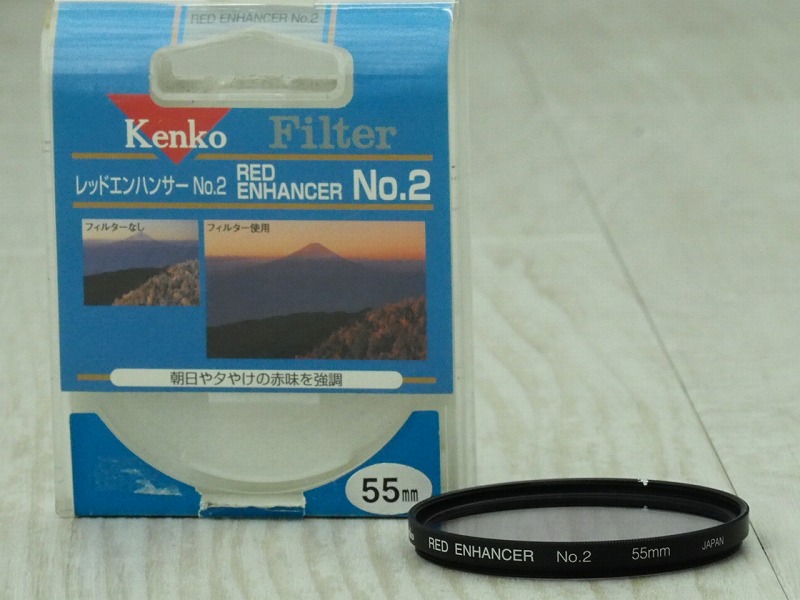 RED ENHANCER No.2
Kenko Filter
レッドエンハンサー No.2 RED ENHANCER No.2
フィルターなし
フィルター使用
朝日や夕やけの赤味を強調
55mm
RED ENHANCER No.2 55mm JAPAN